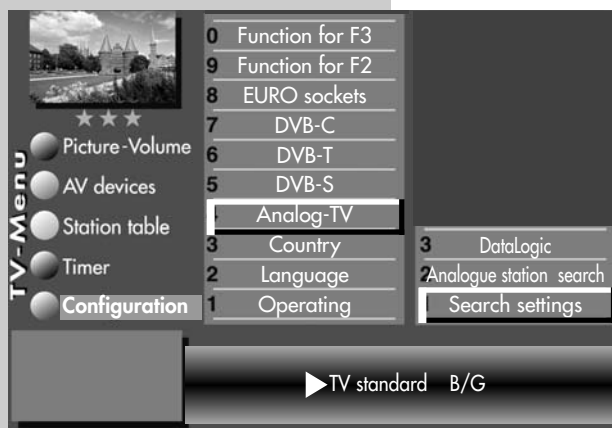 TV-Menu
Picture-Volume
AV devices
Station table
Timer
Configuration
0 Function for F3
9 Function for F2
8 EURO sockets
7 DVB-C
6 DVB-T
5 DVB-S
Analog-TV
3 Country
2 Language
1 Operating
3 DataLogic
2 Analogue station search
Search settings
TV standard B/G